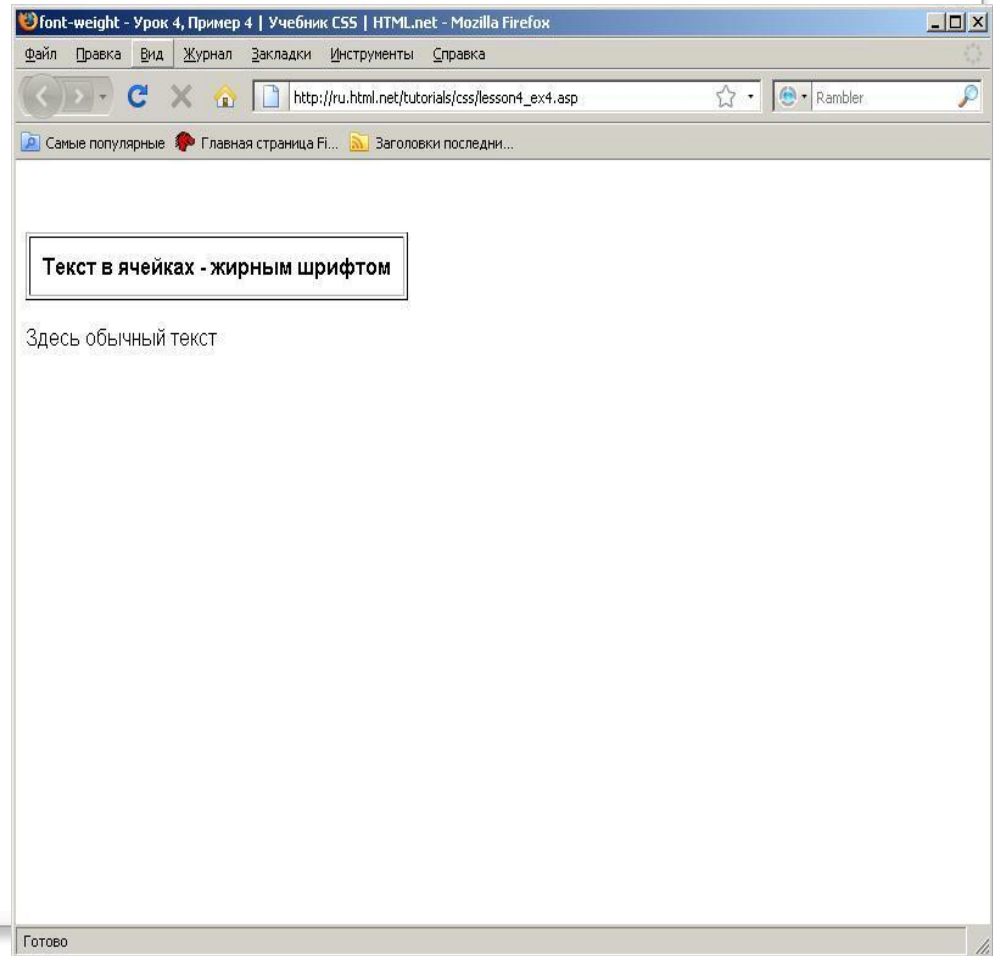 font-weight - Урок 4, Пример 4 | Учебник CSS | HTML.net - Mozilla Firefox
Файл Правка Вид Журнал Закладки Инструменты Справка
http://ru.html.net/tutorials/css/lesson4_ex4.asp Rambler
Самые популярные Главная страница Fi... Заголовки последни...
Текст в ячейках - жирным шрифтом
Здесь обычный текст
Готово